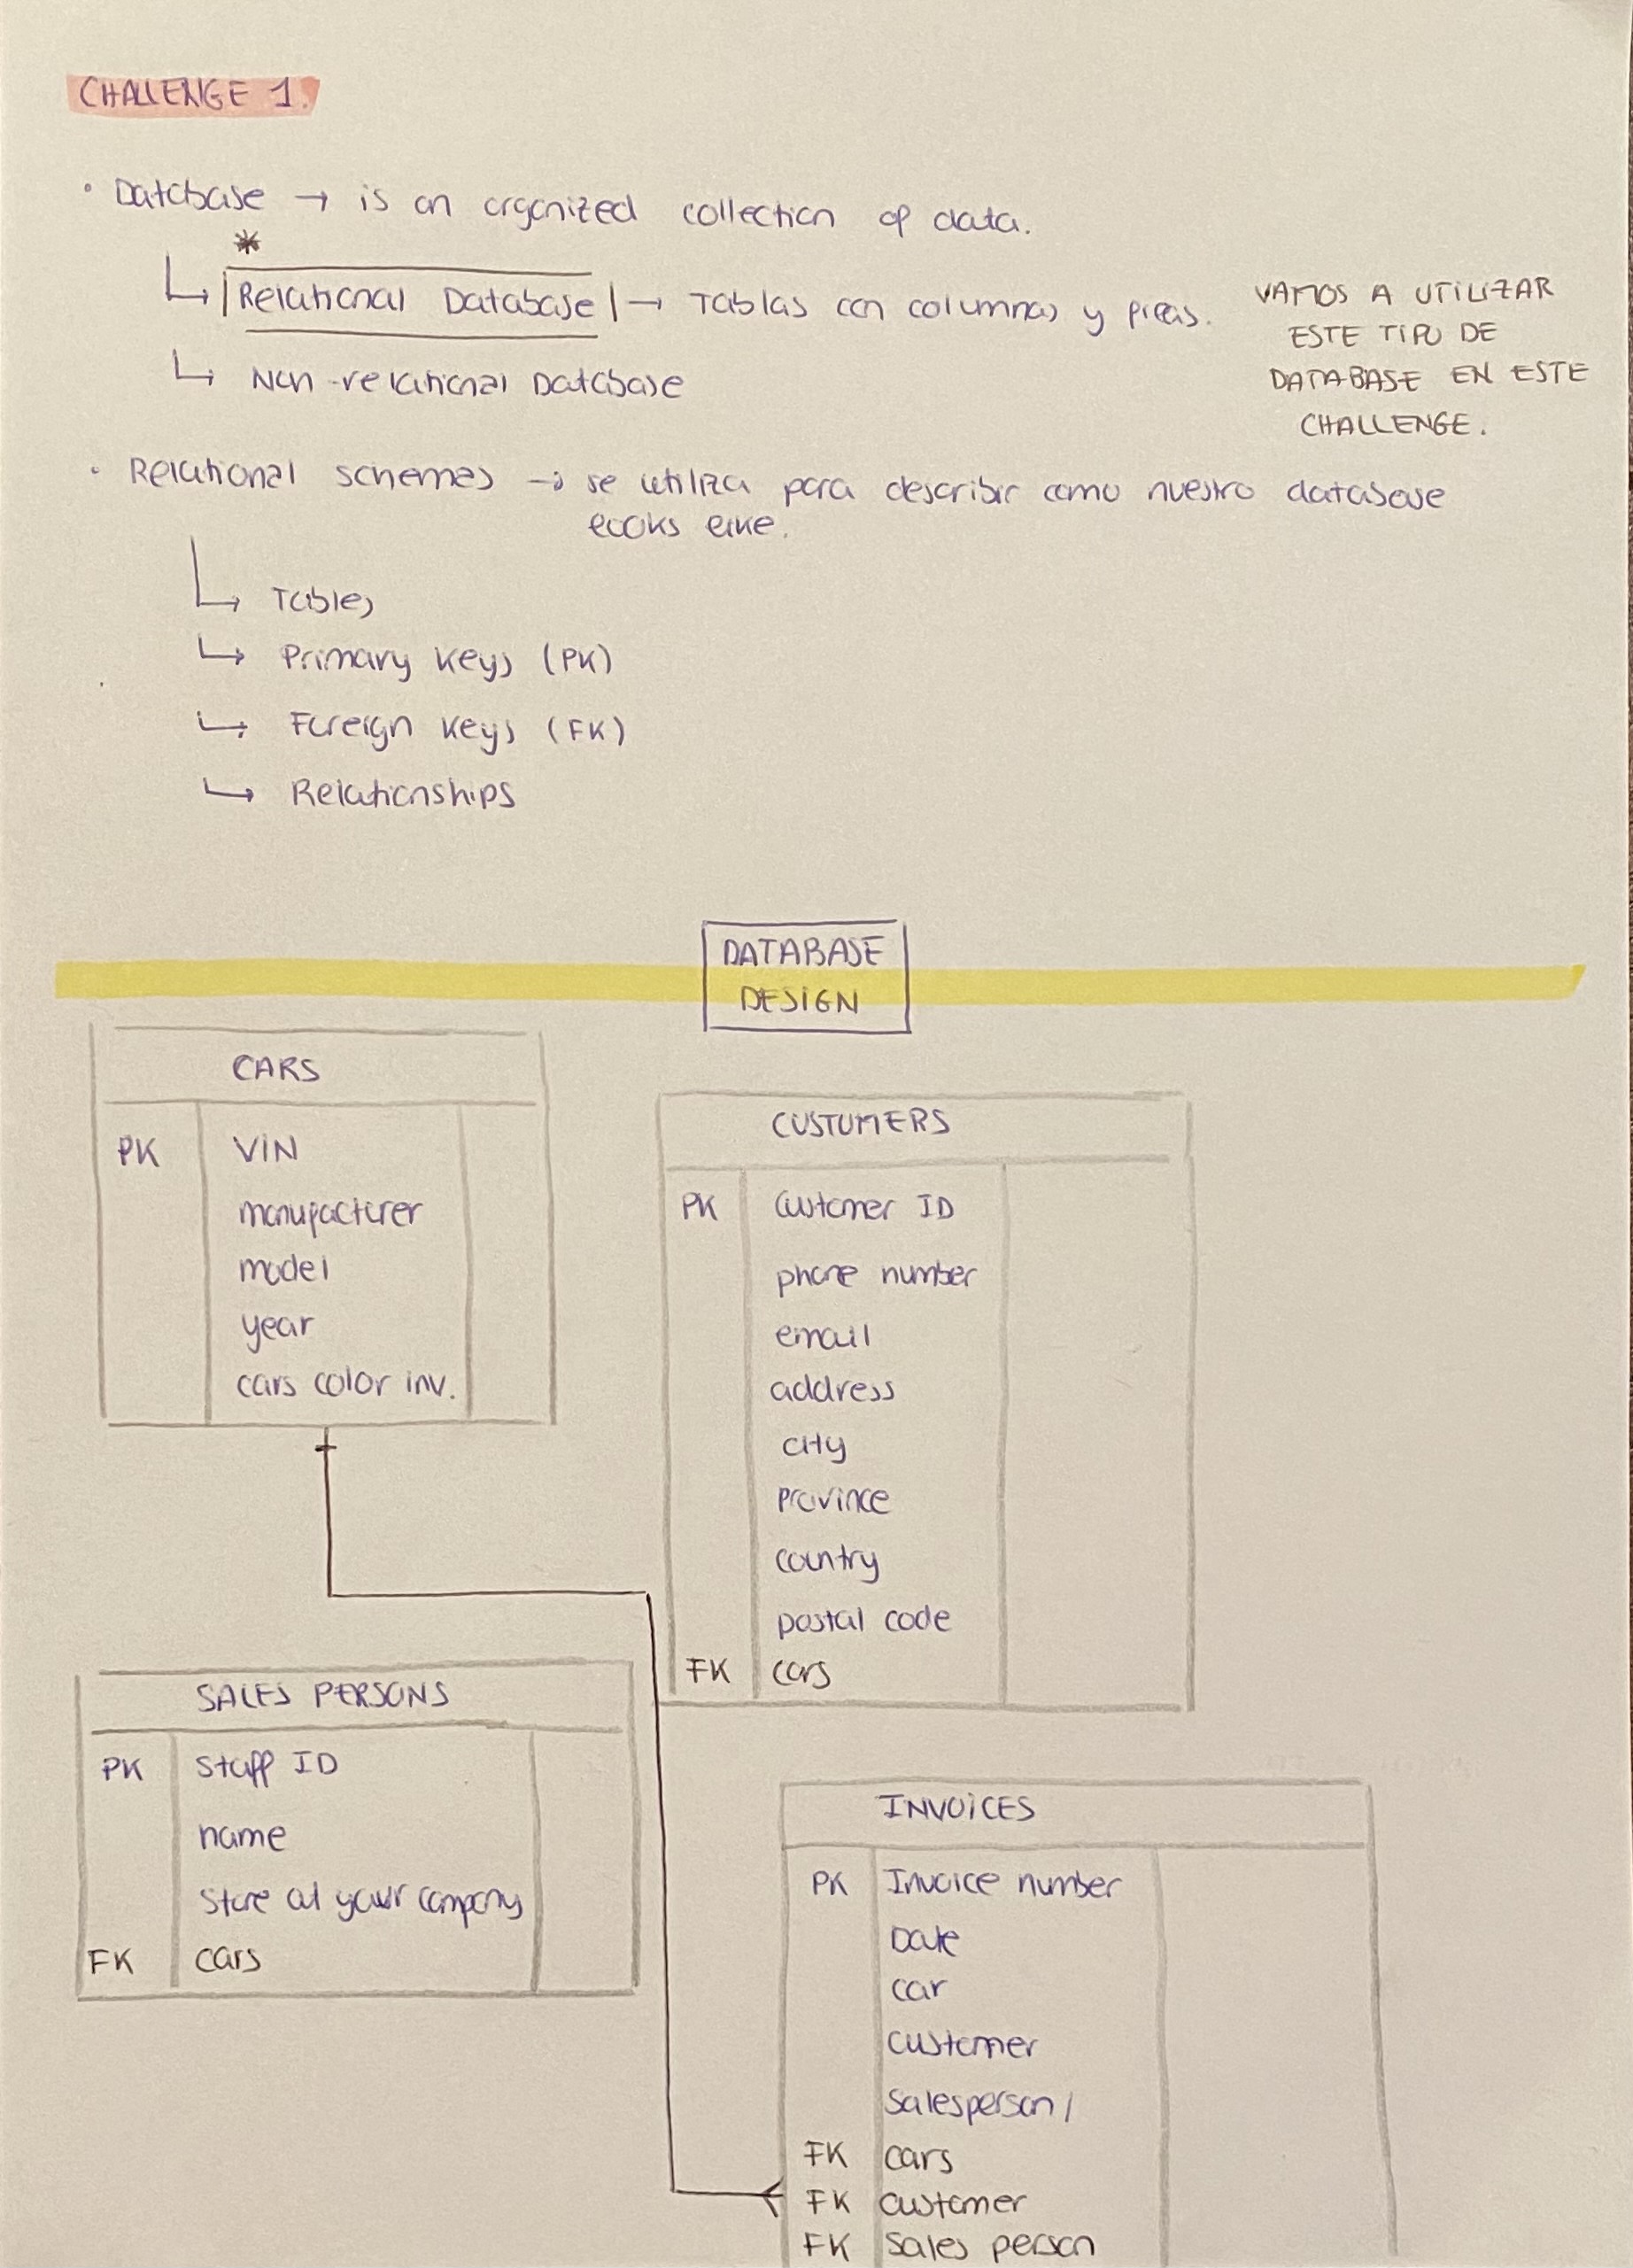 CHALLENGE 1.
• Database → is an organized collection of data.
*
Relational Database → Tablas con columnas y filas.
VAMOS A UTILIZAR
ESTE TIPO DE
DATABASE EN ESTE
CHALLENGE.
Non-relational Database
• Relational schemas → se utiliza para describir como nuestro database
looks like.
Tables
Primary keys (PK)
Foreign keys (FK)
Relationships
DATABASE
DESIGN
CARS
PK VIN
manufacturer
model
year
cars color inv.
CUSTOMERS
PK Customer ID
phone number
email
address
city
province
country
postal code
FK cars
SALES PERSONS
PK Staff ID
name
Store at your company
FK cars
INVOICES
PK Invoice number
Date
car
customer
Salesperson /
FK cars
FK customer
FK Sales person